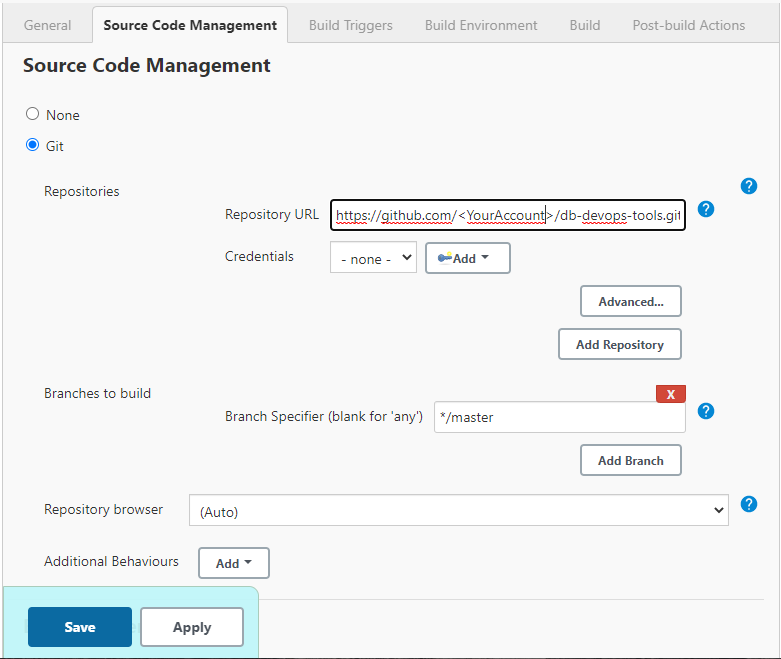 General Source Code Management Build Triggers Build Environment Build Post-build Actions
Source Code Management
None
Git
Repositories
?
Repository URL https://github.com/<YourAccount>/db-devops-tools.git ?
Credentials - none - Add
Advanced...
Add Repository
Branches to build
X
Branch Specifier (blank for 'any') */master ?
Add Branch
Repository browser (Auto) ?
Additional Behaviours Add
Save Apply